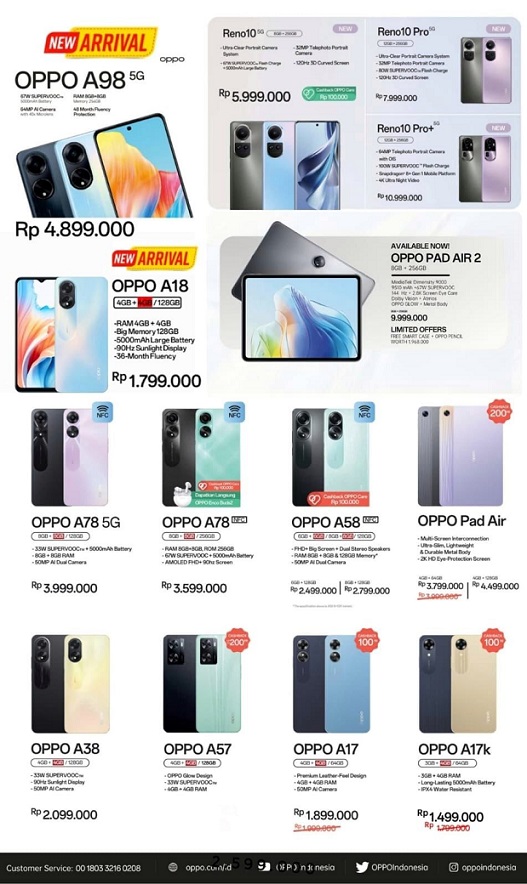 NEW ARRIVAL
oppo
OPPO A98 5G
67W SUPERVOOC™
5000mAh Battery
RAM 8GB+8GB
Memory 256GB
64MP AI Camera
with 40x Microlens
48 Month Fluency
Protection
Rp 4.899.000
Reno10 5G
8GB + 256GB
NEW
- Ultra-Clear Portrait Camera
System
- 67W SUPERVOOC™ Flash Charge
+ 5000mAh Large Battery
- 32MP Telephoto Portrait
Camera
- 120Hz 3D Curved Screen
Rp 5.999.000
Cashback OPPO Care
Rp 100.000
Reno10 Pro 5G
12GB + 256GB
NEW
- Ultra-Clear Portrait Camera System
- 32MP Telephoto Portrait Camera
- 80W SUPERVOOC™ Flash Charge
- 120Hz 3D Curved Screen
Rp 7.999.000
Reno10 Pro+ 5G
12GB + 256GB
NEW
- 64MP Telephoto Portrait Camera
with OIS
- 100W SUPERVOOC™ Flash Charge
- Snapdragon® 8+ Gen 1 Mobile Platform
- 4K Ultra Night Video
Rp 10.999.000
NEW ARRIVAL
OPPO A18
4GB + 4GB / 128GB
-RAM 4GB + 4GB
-Big Memory 128GB
-5000mAh Large Battery
-90Hz Sunlight Display
-36-Month Fluency
Rp 1.799.000
AVAILABLE NOW!
OPPO PAD AIR 2
8GB + 256GB
MediaTek Dimensity 9000
9510 mAh +67W SUPERVOOC
144 Hz + 2.8K Screen Eye Care
Dolby Vision + Atmos
OPPO GLOW + Metal Body
9.999.000
LIMITED OFFERS
FREE SMART CASE + OPPO PENCIL
WORTH 1.948.000
NFC
OPPO A78 5G
8GB + 8GB / 128GB
- 33W SUPERVOOC™ + 5000mAh Battery
- 8GB + 8GB RAM
- 50MP AI Dual Camera
Rp 3.999.000
NFC
Cashback OPPO Care
Rp 100.000
Dapatkan Langsung
OPPO Enco Buds2
OPPO A78 NFC
8GB + 8GB / 256GB
- RAM 8GB+8GB, ROM 256GB
- 67W SUPERVOOC™ + 5000mAh Battery
- AMOLED FHD+ 90Hz Screen
Rp 3.599.000
NFC
Cashback OPPO Care
Rp 100.000
OPPO A58 NFC
- FHD+ Big Screen + Dual Stereo Speakers
- RAM 8GB + 8GB & 128GB Memory*
- 50MP AI Dual Camera
6GB + 128GB
Rp 2,499.000
8GB + 128GB
Rp 2,799.000
CASHBACK
200
OPPO Pad Air
- Multi-Screen Interconnection
- Ultra-Slim, Lightweight
& Durable Metal Body
- 2K HD Eye-Protection Screen
4GB + 64GB
Rp 3.799.000
Rp 3.999.000
4GB + 128GB
Rp 4,499.000
OPPO A38
4GB + 4GB / 128GB
- 33W SUPERVOOC™
- 90Hz Sunlight Display
- 50MP AI Camera
Rp 2.099.000
CASHBACK
200
OPPO A57
4GB + 4GB / 128GB
- OPPO Glow Design
- 33W SUPERVOOC™
- 4GB + 4GB RAM
CASHBACK
100
OPPO A17
4GB + 4GB / 64GB
- Premium Leather-Feel Design
- 4GB + 4GB RAM
- 50MP AI Camera
Rp 1.899.000
Rp 1.999.000
CASHBACK
100
OPPO A17k
3GB + 4GB / 64GB
- 3GB + 4GB RAM
- Long-Lasting 5000mAh Battery
- IPX4 Water Resistant
Rp 1.499.000
Rp 1.799.000
Customer Service: 00 1803 3216 0208
oppo.com/id
OPPO Indonesia
OPPOIndonesia
oppoindonesia